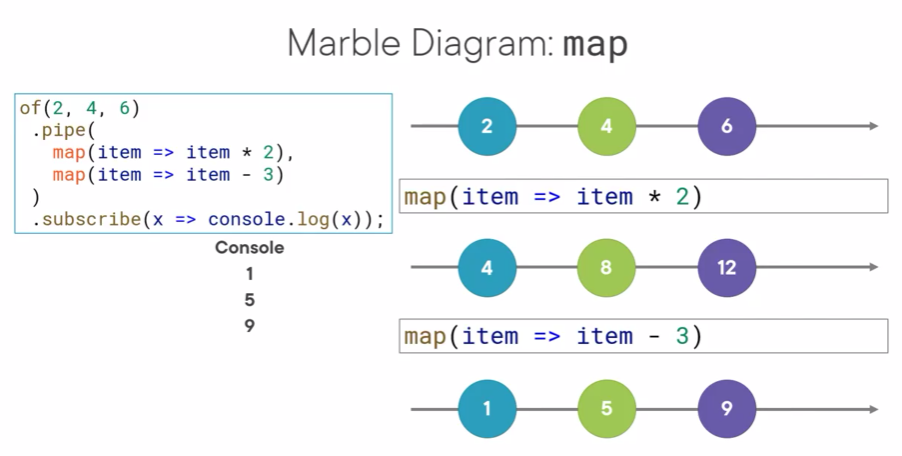 Marble Diagram: map
of(2, 4, 6)
.pipe(
map(item => item * 2),
map(item => item - 3)
)
.subscribe(x => console.log(x));
Console
1
5
9
2 4 6
map(item => item * 2)
4 8 12
map(item => item - 3)
1 5 9